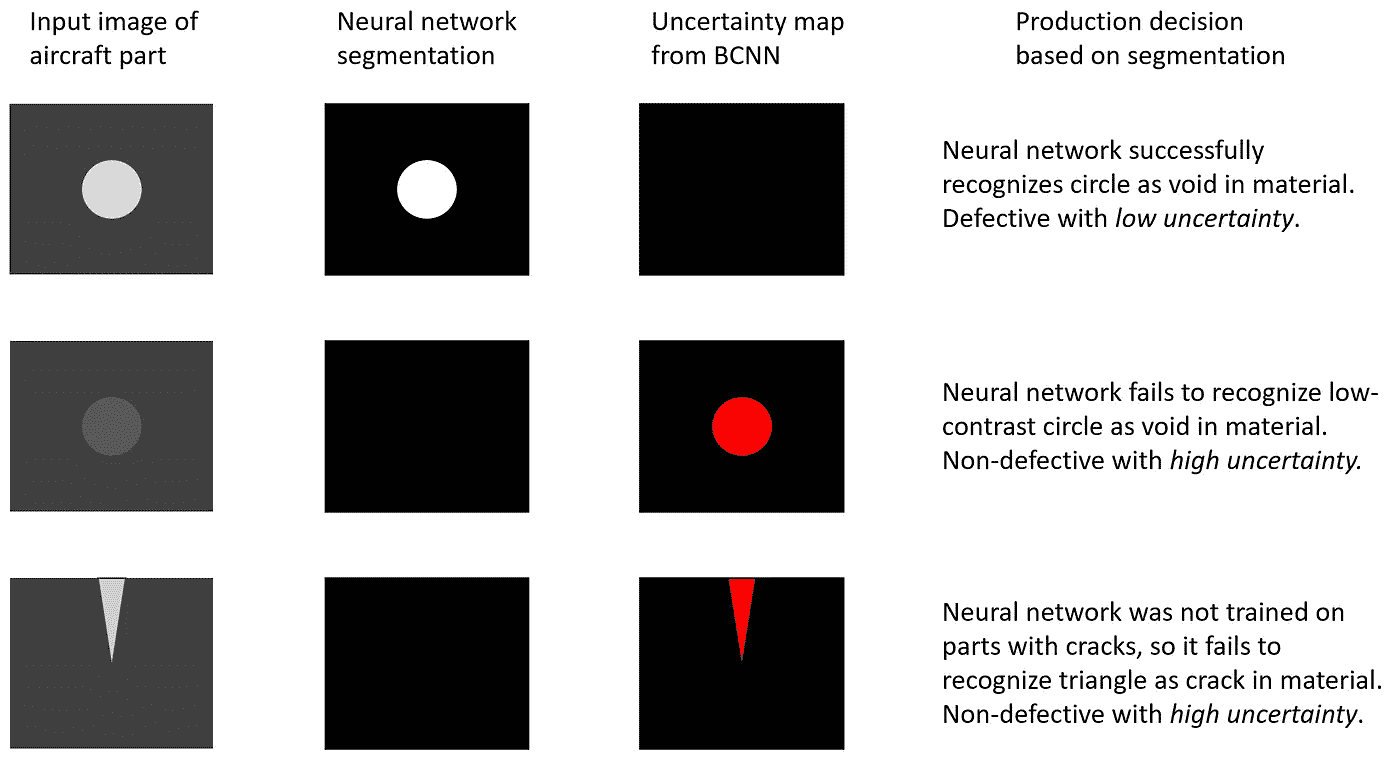 Input image of
aircraft part
Neural network
segmentation
Uncertainty map
from BCNN
Production decision
based on segmentation
Neural network successfully
recognizes circle as void in material.
Defective with low uncertainty.
Neural network fails to recognize low-
contrast circle as void in material.
Non-defective with high uncertainty.
Neural network was not trained on
parts with cracks, so it fails to
recognize triangle as crack in material.
Non-defective with high uncertainty.